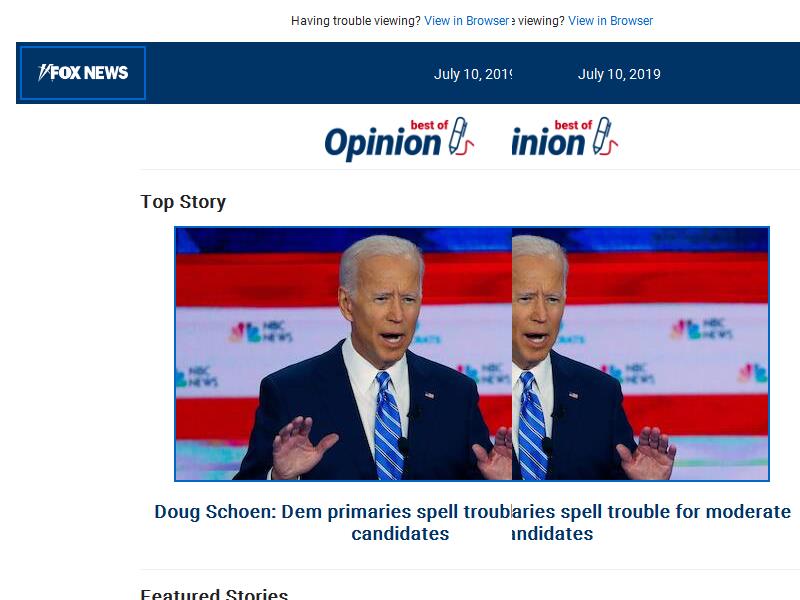 Having trouble viewing? View in Browser e viewing? View in Browser
FOX NEWS
July 10, 2019 July 10, 2019
best of best of
Opinion inion
Top Story
NBC NEWS
NBC NEWS
NBC NEWS
Doug Schoen: Dem primaries spell troublaries spell trouble for moderate
candidates andidates
Featured Stories